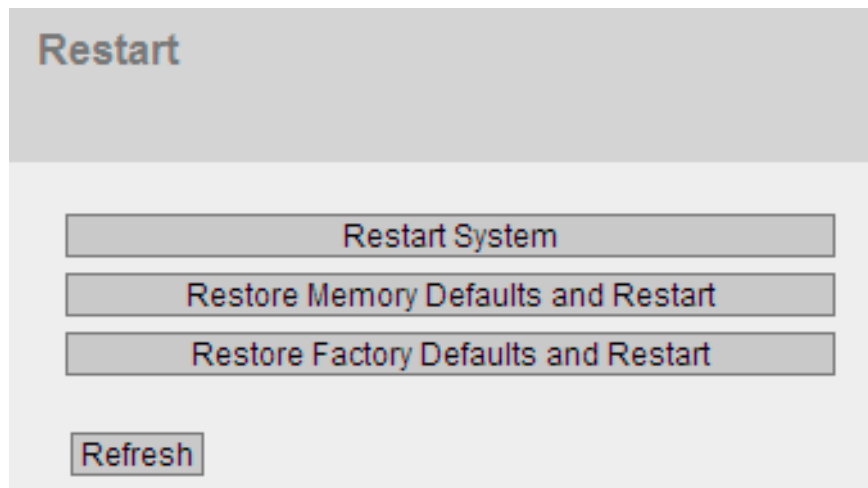 Restart
Restart System
Restore Memory Defaults and Restart
Restore Factory Defaults and Restart
Refresh